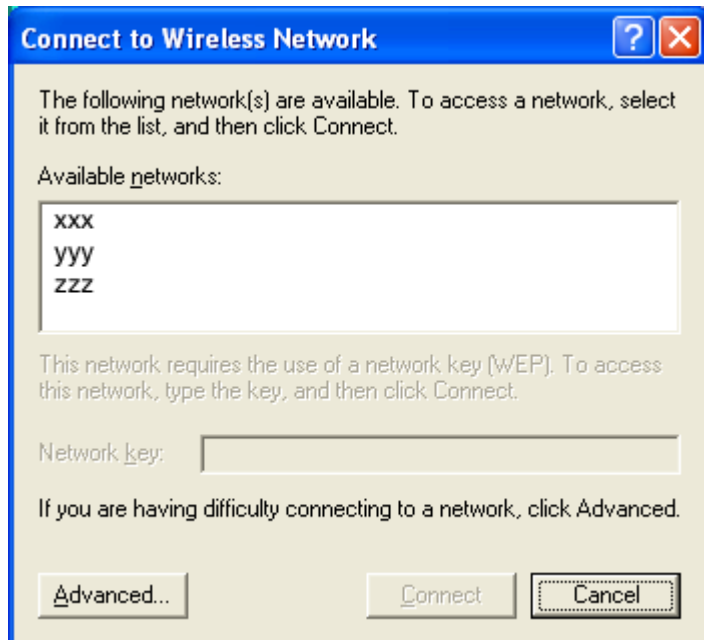 Connect to Wireless Network
The following network(s) are available. To access a network, select
it from the list, and then click Connect.
Available networks:
xxx
yyy
zzz
This network requires the use of a network key (WEP). To access
this network, type the key, and then click Connect.
Network key:
If you are having difficulty connecting to a network, click Advanced.
Advanced... Connect Cancel